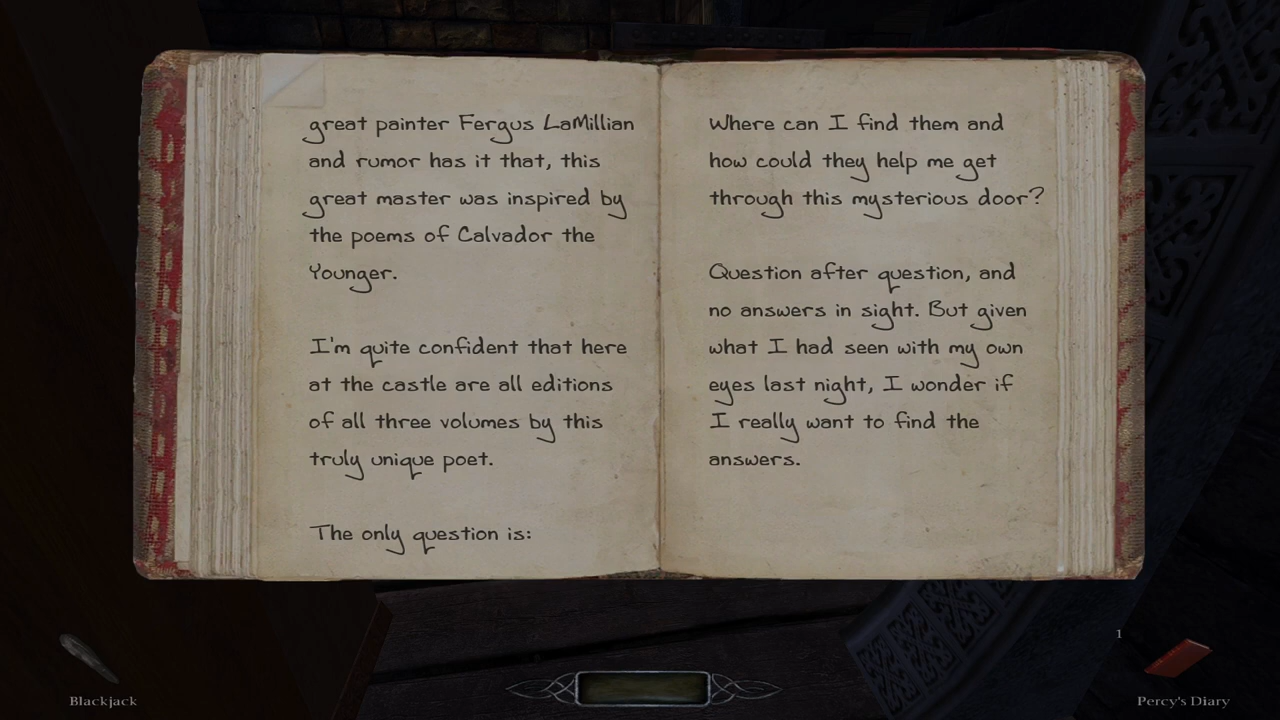 great painter Fergus LaMillian
and rumor has it that, this
great master was inspired by
the poems of Calvador the
Younger.
I'm quite confident that here
at the castle are all editions
of all three volumes by this
truly unique poet.
The only question is:
Where can I find them and
how could they help me get
through this mysterious door?
Question after question, and
no answers in sight. But given
what I had seen with my own
eyes last night, I wonder if
I really want to find the
answers.
1
Blackjack
Percy's Diary